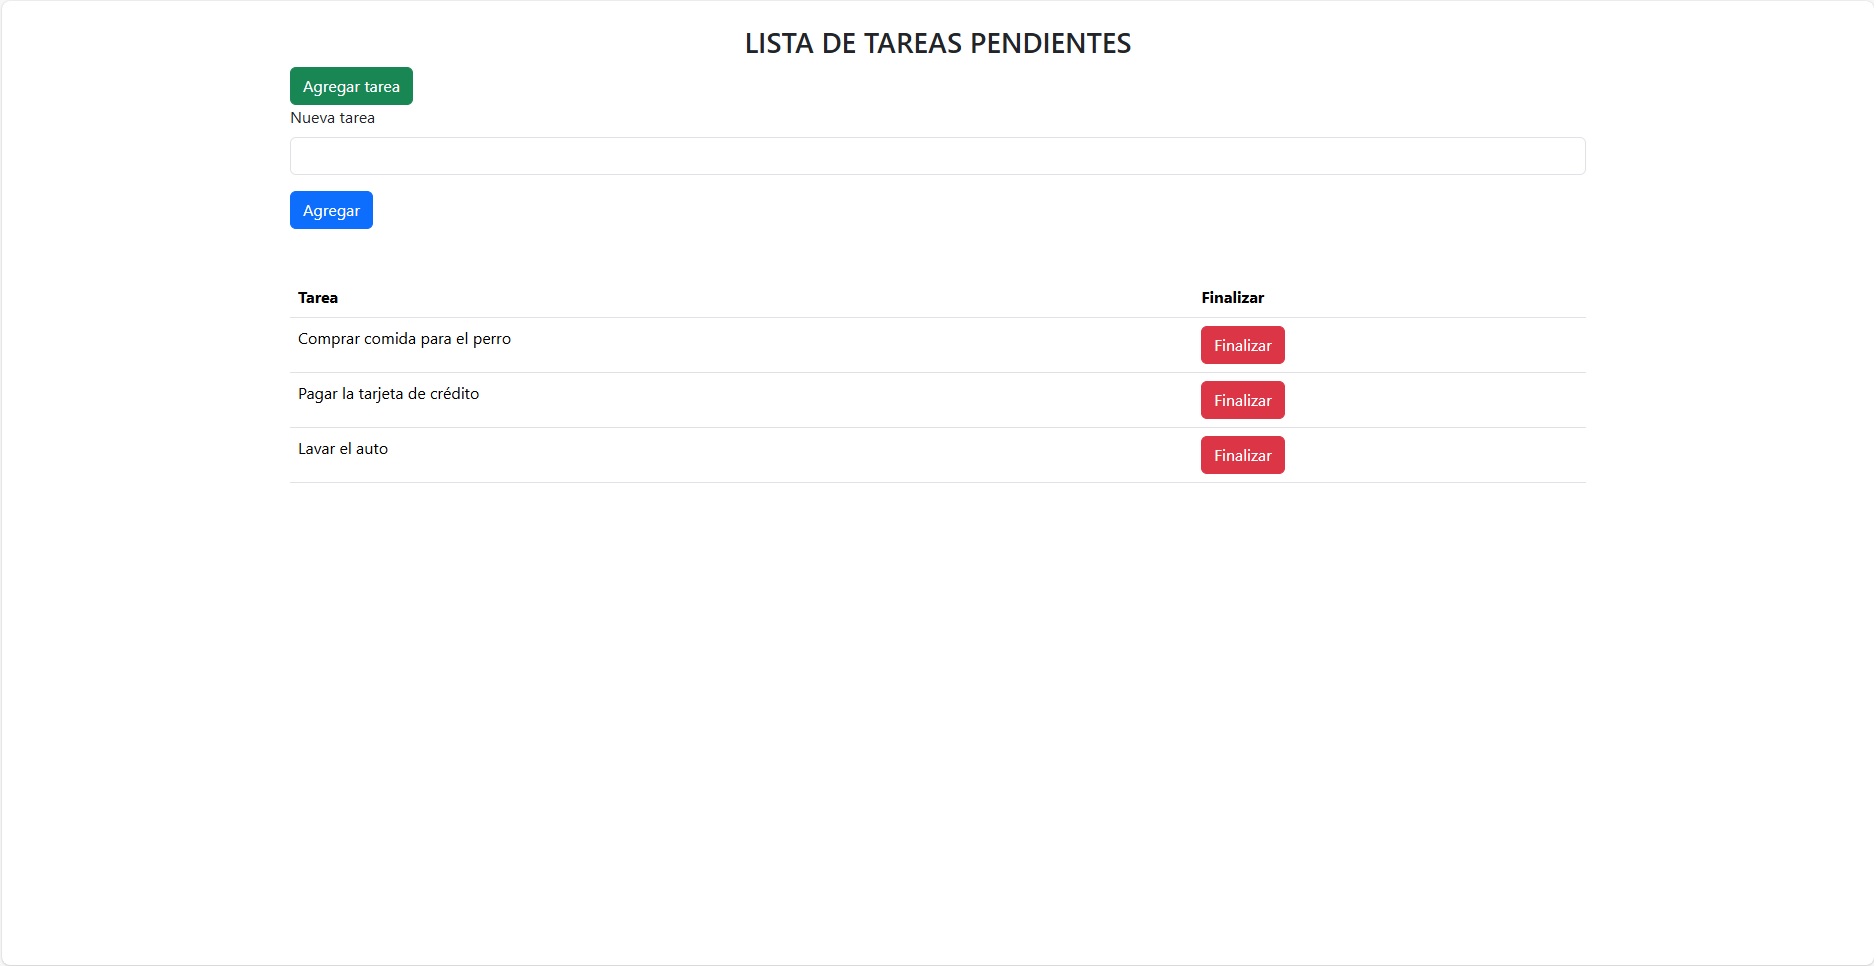 LISTA DE TAREAS PENDIENTES
Agregar tarea
Nueva tarea
Agregar
Tarea Finalizar
Comprar comida para el perro Finalizar
Pagar la tarjeta de crédito Finalizar
Lavar el auto Finalizar